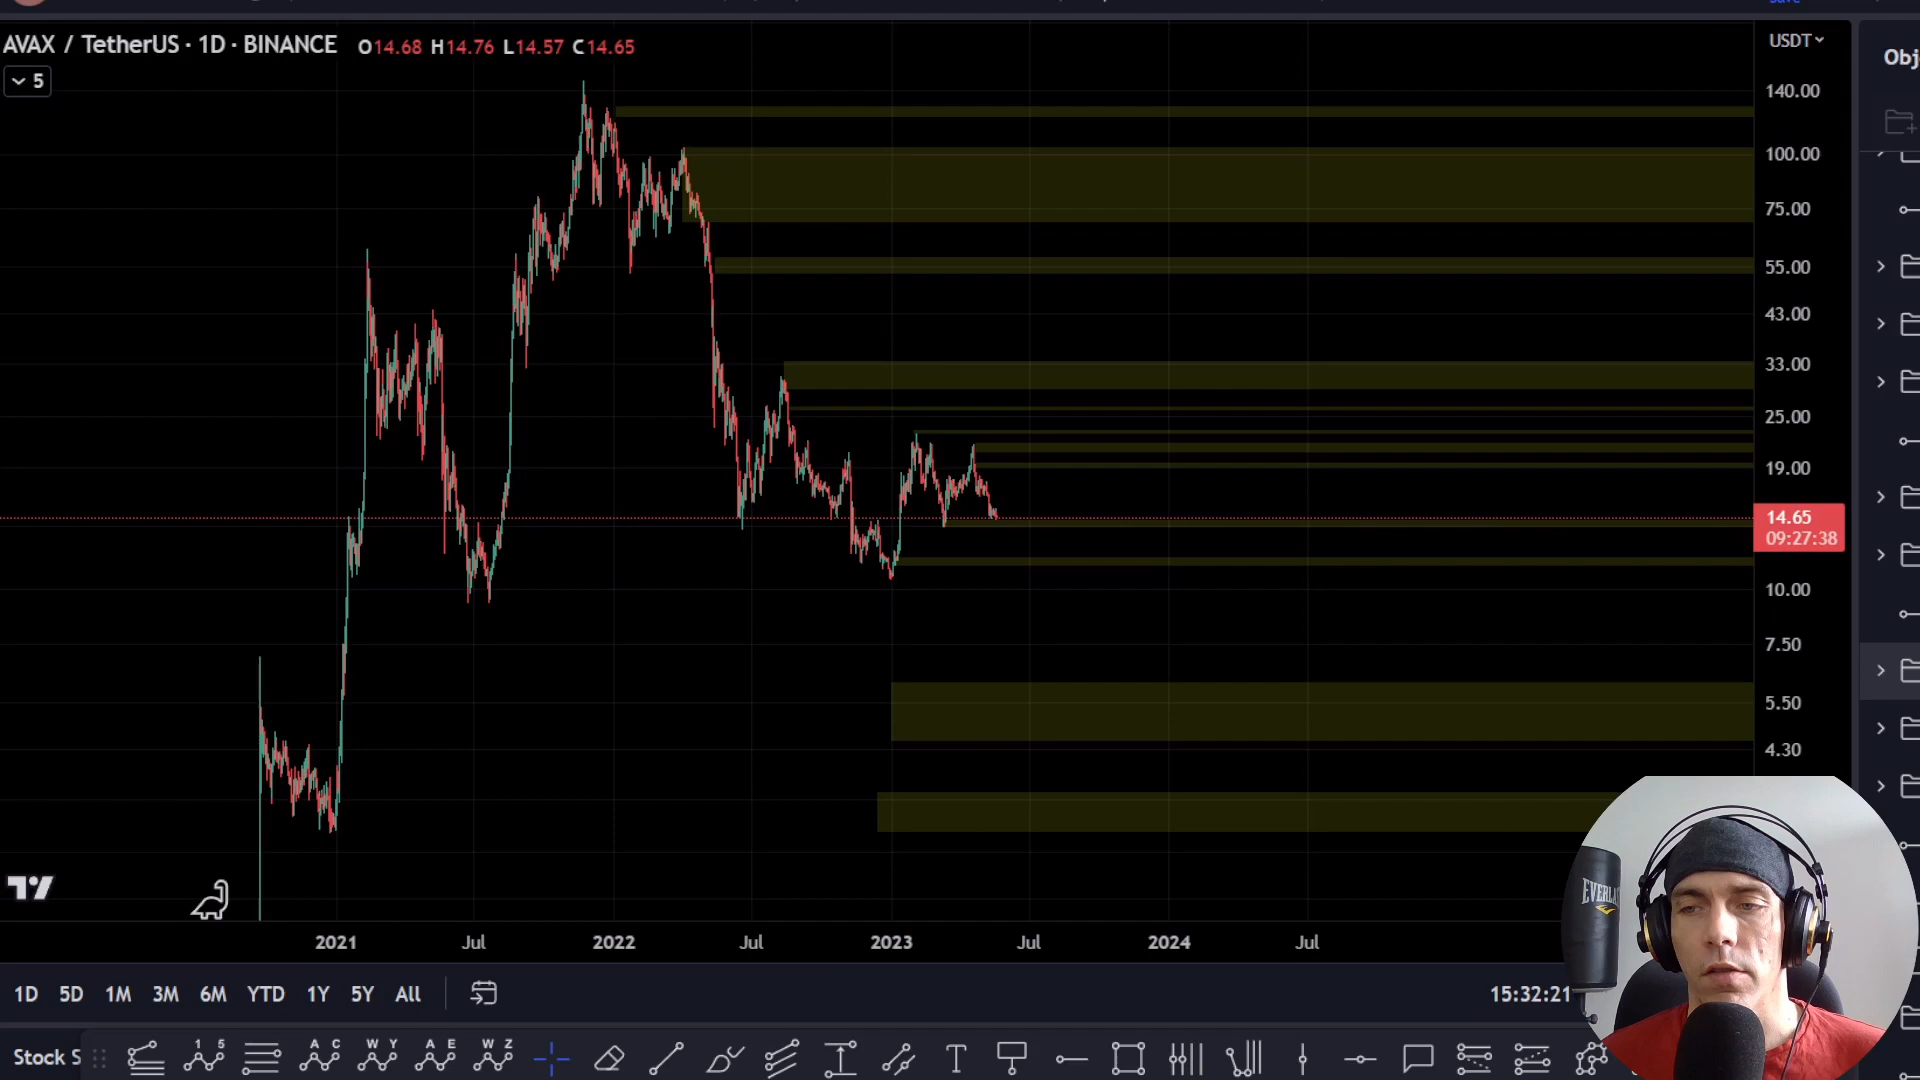 AVAX / TetherUS · 1D · BINANCE O14.68 H14.76 L14.57 C14.65
5
USDT
Obj
140.00
100.00
75.00
55.00
43.00
33.00
25.00
19.00
14.65
09:27:38
10.00
7.50
5.50
4.30
EVERLAS
2021 Jul 2022 Jul 2023 Jul 2024 Jul
1D 5D 1M 3M 6M YTD 1Y 5Y All
15:32:21
Stock S
1 5
A C
W Y
A E
W Z
T